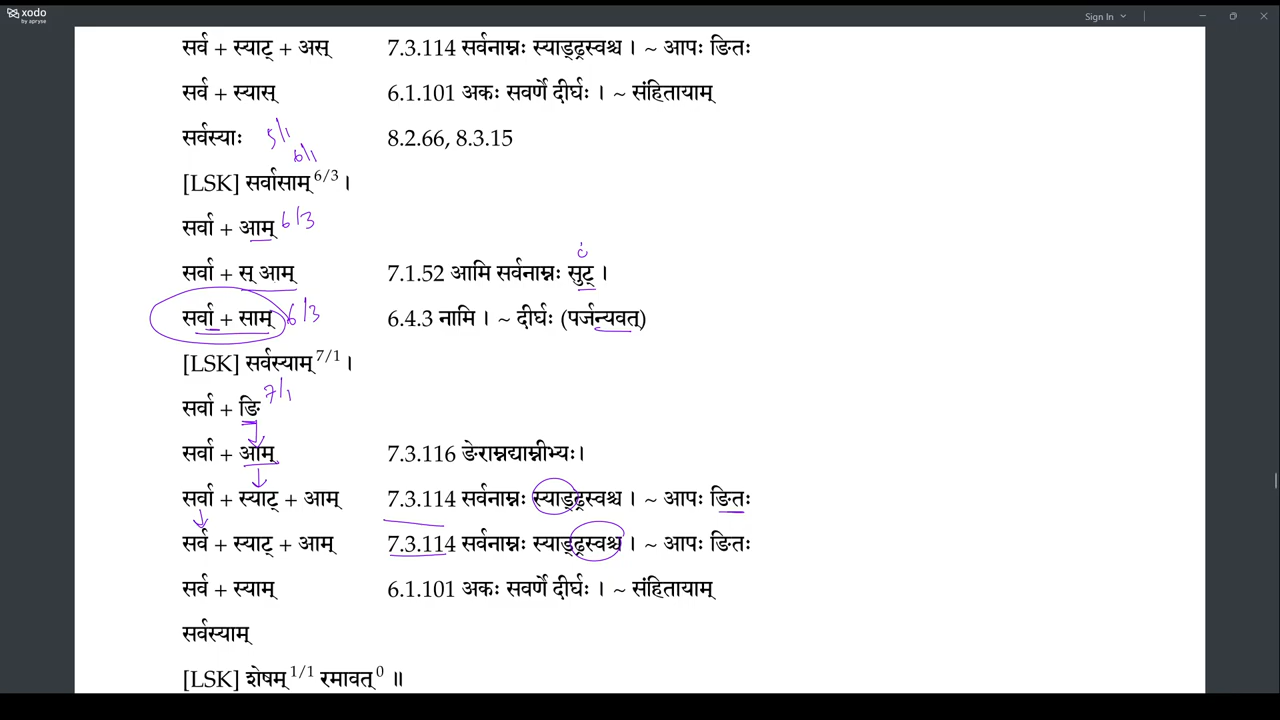 xodo
by apryse
Sign In
सर्व + स्याट् + अस् 7.3.114 सर्वनाम्नः स्याड्ढ्रस्वश्च । ~ आपः ङितः
सर्व + स्यास् 6.1.101 अकः सवर्णे दीर्घः । ~ संहितायाम्
सर्वस्याः 5/1 6/1 8.2.66, 8.3.15
[LSK] सर्वासाम् 6/3 ।
सर्वा + आम् 6/3
सर्वा + स् आम् 7.1.52 आमि सर्वनाम्नः सुट् ।
सर्वा + साम् 6/3 6.4.3 नामि । ~ दीर्घः (पर्जन्यवत्)
[LSK] सर्वस्याम् 7/1 ।
सर्वा + ङि 7/1
सर्वा + आम् 7.3.116 ङेराम्नद्याम्नीभ्यः।
सर्वा + स्याट् + आम् 7.3.114 सर्वनाम्नः स्याड्ढ्रस्वश्च । ~ आपः ङितः
सर्व + स्याट् + आम् 7.3.114 सर्वनाम्नः स्याड्ढ्रस्वश्च । ~ आपः ङितः
सर्व + स्याम् 6.1.101 अकः सवर्णे दीर्घः । ~ संहितायाम्
सर्वस्याम्
[LSK] शेषम् 1/1 रमावत् 0 ॥